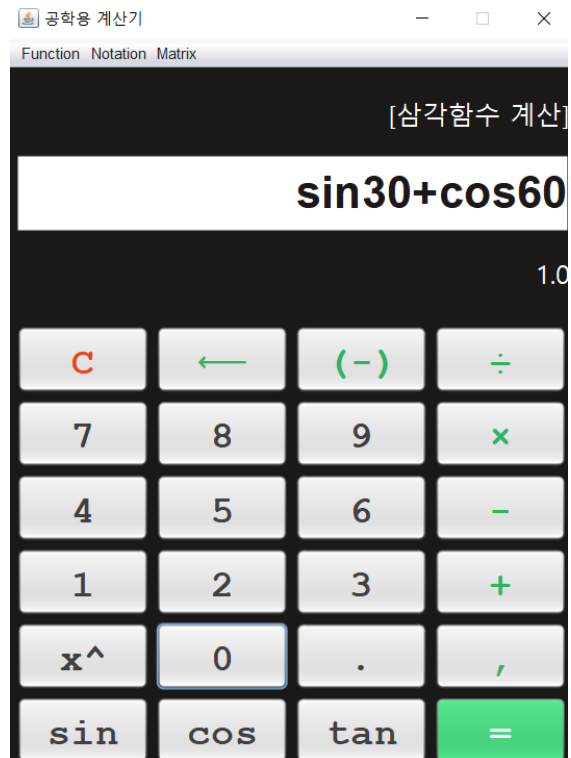 공학용 계산기
Function Notation Matrix
[삼각함수 계산]
sin30+cos60
1.0
C ← (-) ÷
7 8 9 ×
4 5 6 -
1 2 3 +
x^ 0 . ,
sin cos tan =